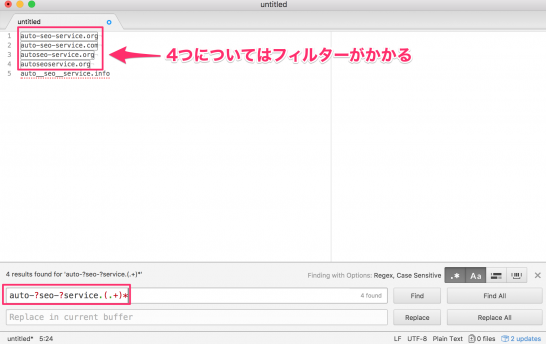 untitled
untitled
1 auto-seo-service.org
2 auto-seo-service.com
3 autoseo-service.org
4 autoseoservice.org
5 auto__seo__service.info
4つについてはフィルターがかかる
4 results found for 'auto-?seo-?service.(.+)*'
Finding with Options: Regex, Case Sensitive
.* Aa
auto-?seo-?service.(.+)*
4 found
Find
Find All
Replace in current buffer
Replace
Replace All
untitled* 5:24
LF UTF-8 Plain Text 0 files 2 updates